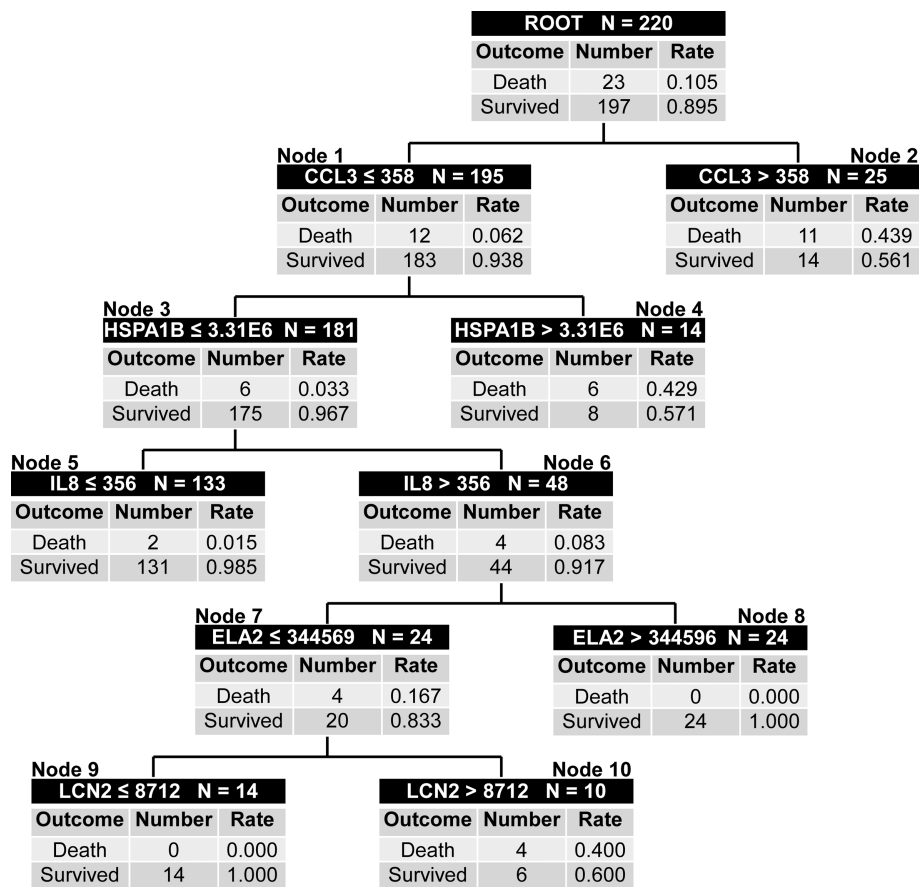 ROOT N = 220
Outcome Number Rate
Death 23 0.105
Survived 197 0.895
Node 1
CCL3 ≤ 358 N = 195
Outcome Number Rate
Death 12 0.062
Survived 183 0.938
Node 2
CCL3 > 358 N = 25
Outcome Number Rate
Death 11 0.439
Survived 14 0.561
Node 3
HSPA1B ≤ 3.31E6 N = 181
Outcome Number Rate
Death 6 0.033
Survived 175 0.967
Node 4
HSPA1B > 3.31E6 N = 14
Outcome Number Rate
Death 6 0.429
Survived 8 0.571
Node 5
IL8 ≤ 356 N = 133
Outcome Number Rate
Death 2 0.015
Survived 131 0.985
Node 6
IL8 > 356 N = 48
Outcome Number Rate
Death 4 0.083
Survived 44 0.917
Node 7
ELA2 ≤ 344569 N = 24
Outcome Number Rate
Death 4 0.167
Survived 20 0.833
Node 8
ELA2 > 344596 N = 24
Outcome Number Rate
Death 0 0.000
Survived 24 1.000
Node 9
LCN2 ≤ 8712 N = 14
Outcome Number Rate
Death 0 0.000
Survived 14 1.000
Node 10
LCN2 > 8712 N = 10
Outcome Number Rate
Death 4 0.400
Survived 6 0.600